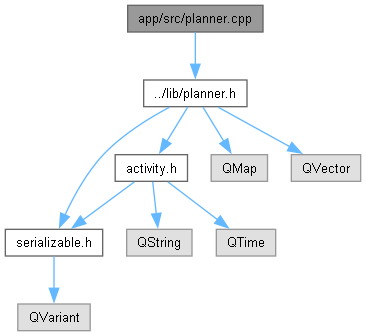 app/src/planner.cpp
../lib/planner.h
activity.h
QMap
QVector
serializable.h
QString
QTime
QVariant